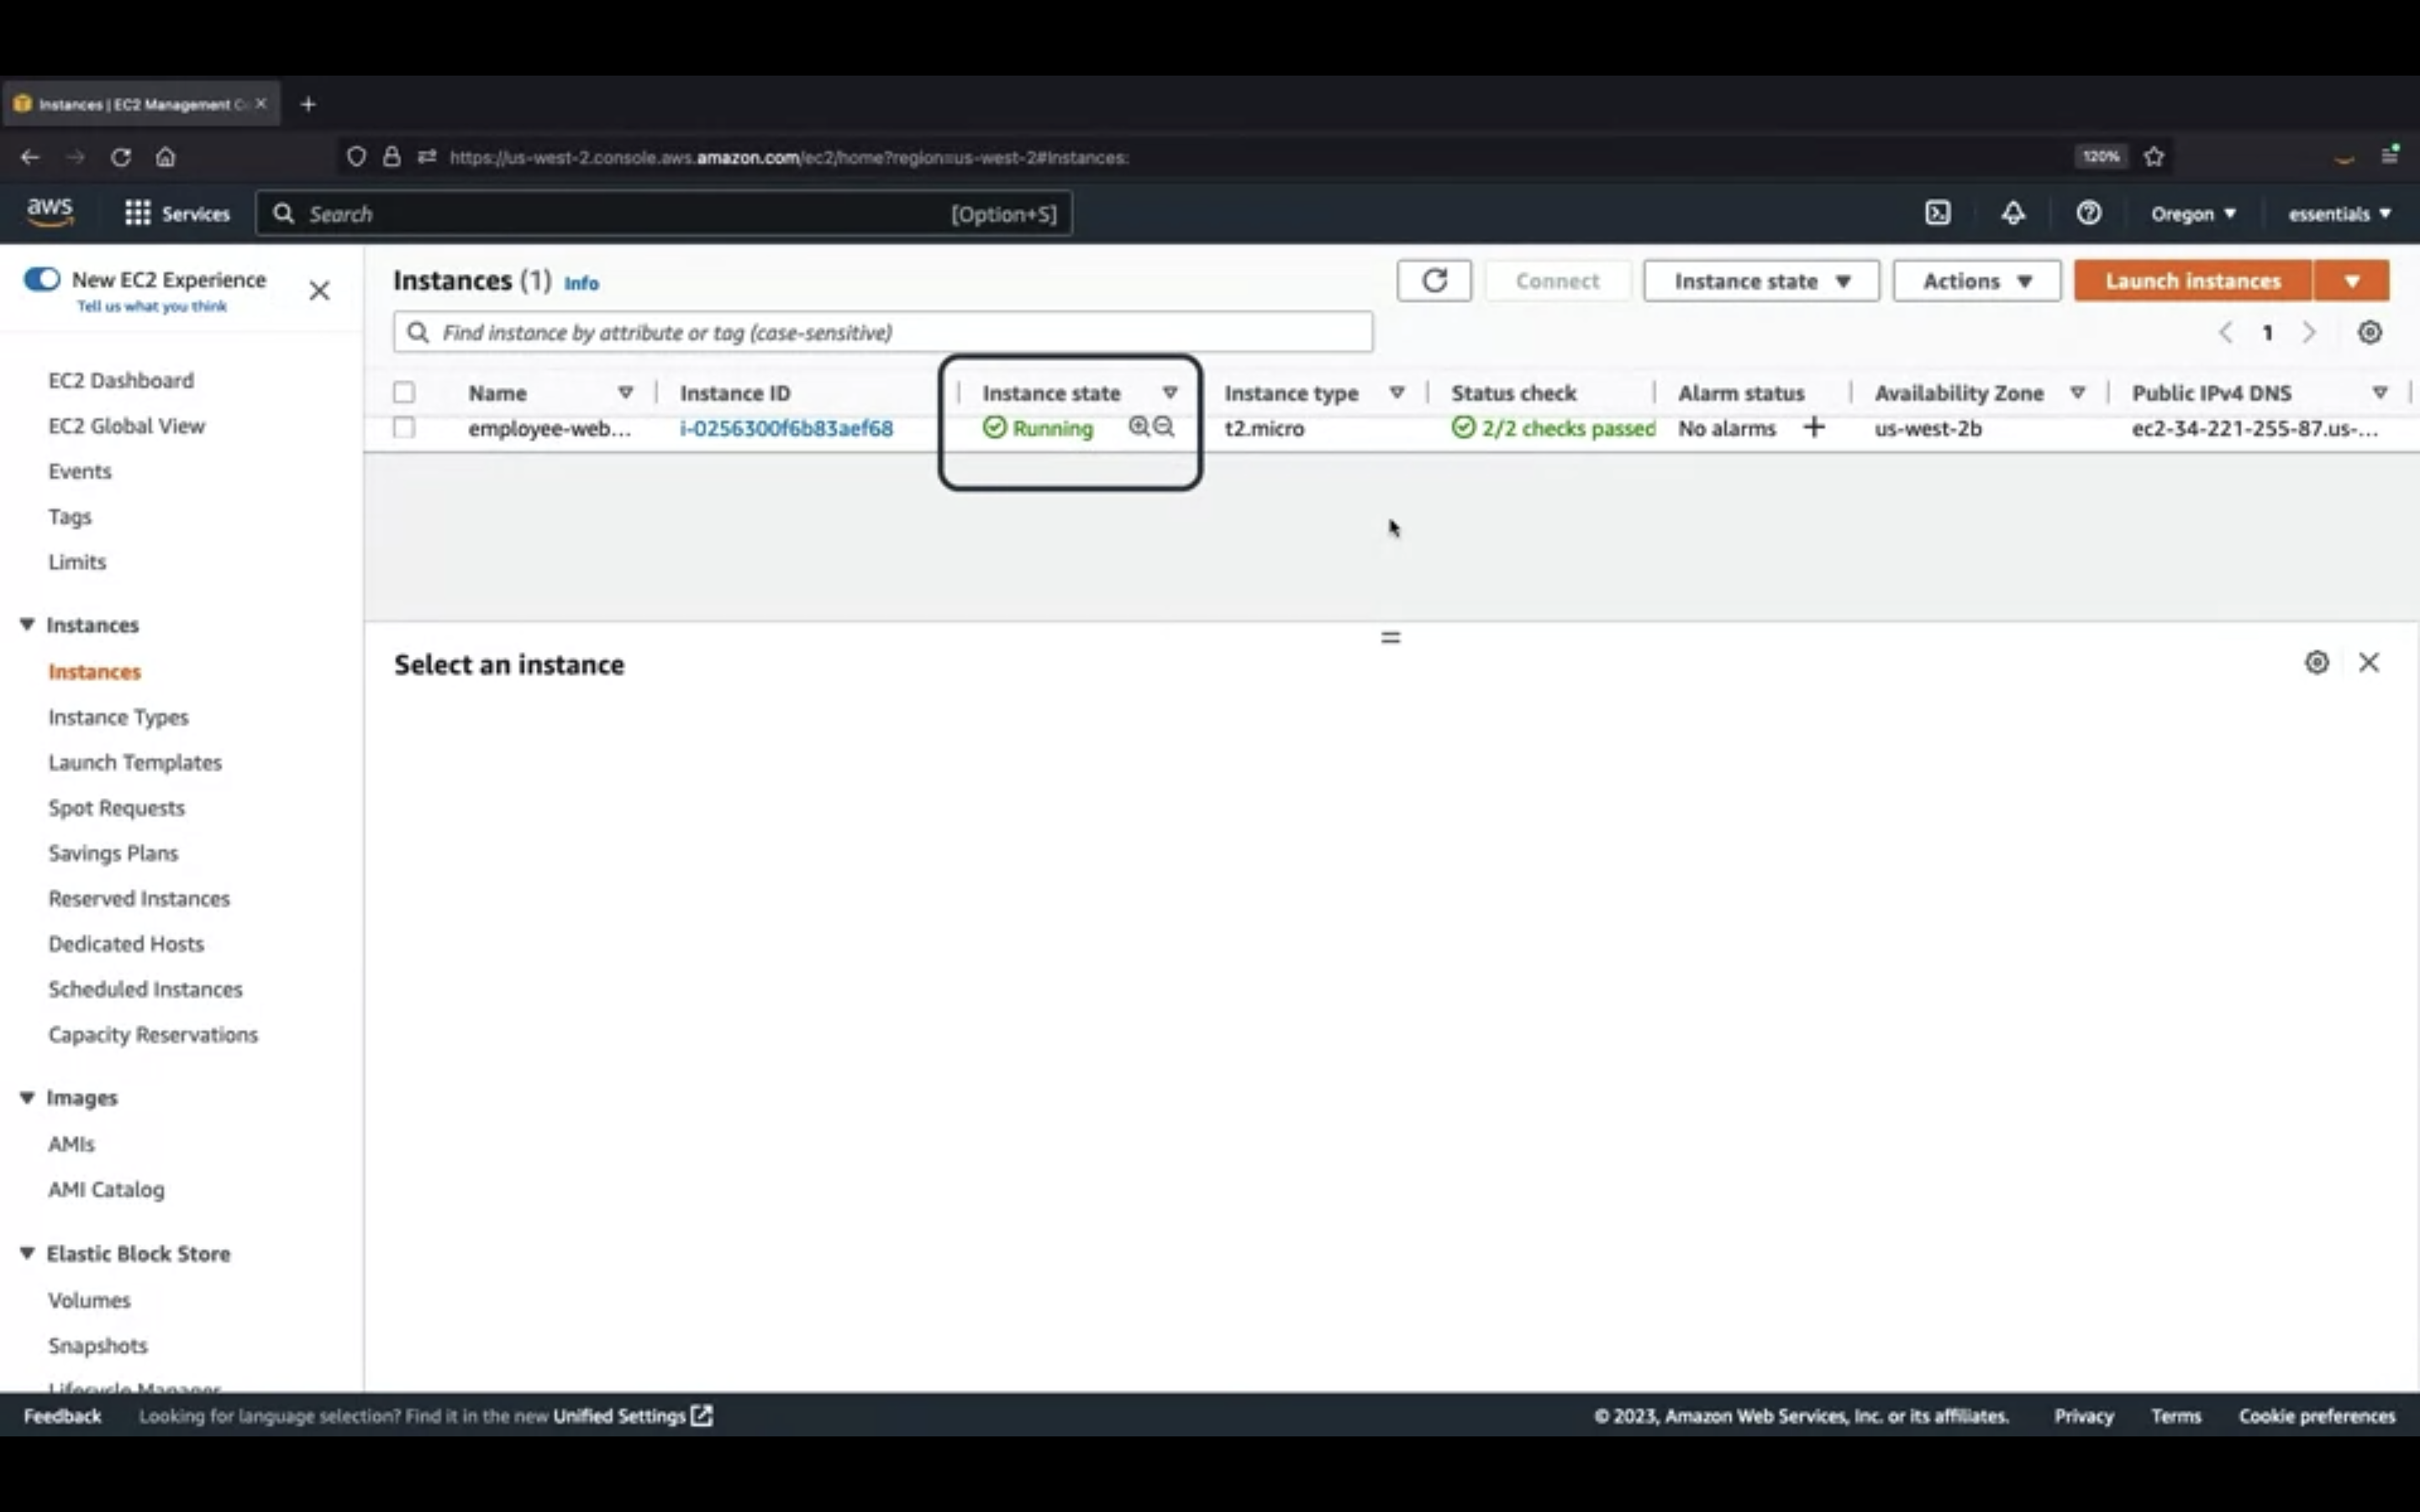 Instances | EC2 Management C
https://us-west-2.console.aws.amazon.com/ec2/home?region=us-west-2#Instances:
120%
aws
Services
Search
[Option+S]
Oregon
essentials
New EC2 Experience
Tell us what you think
EC2 Dashboard
EC2 Global View
Events
Tags
Limits
Instances
Instances
Instance Types
Launch Templates
Spot Requests
Savings Plans
Reserved Instances
Dedicated Hosts
Scheduled Instances
Capacity Reservations
Images
AMIs
AMI Catalog
Elastic Block Store
Volumes
Snapshots
Lifecycle Manager
Instances (1) Info
Connect
Instance state
Actions
Launch instances
Find instance by attribute or tag (case-sensitive)
1
Name Instance ID Instance state Instance type Status check Alarm status Availability Zone Public IPv4 DNS
employee-web... i-0256300f6b83aef68 Running t2.micro 2/2 checks passed No alarms + us-west-2b ec2-34-221-255-87.us-...
Select an instance
Feedback Looking for language selection? Find it in the new Unified Settings
© 2023, Amazon Web Services, Inc. or its affiliates. Privacy Terms Cookie preferences